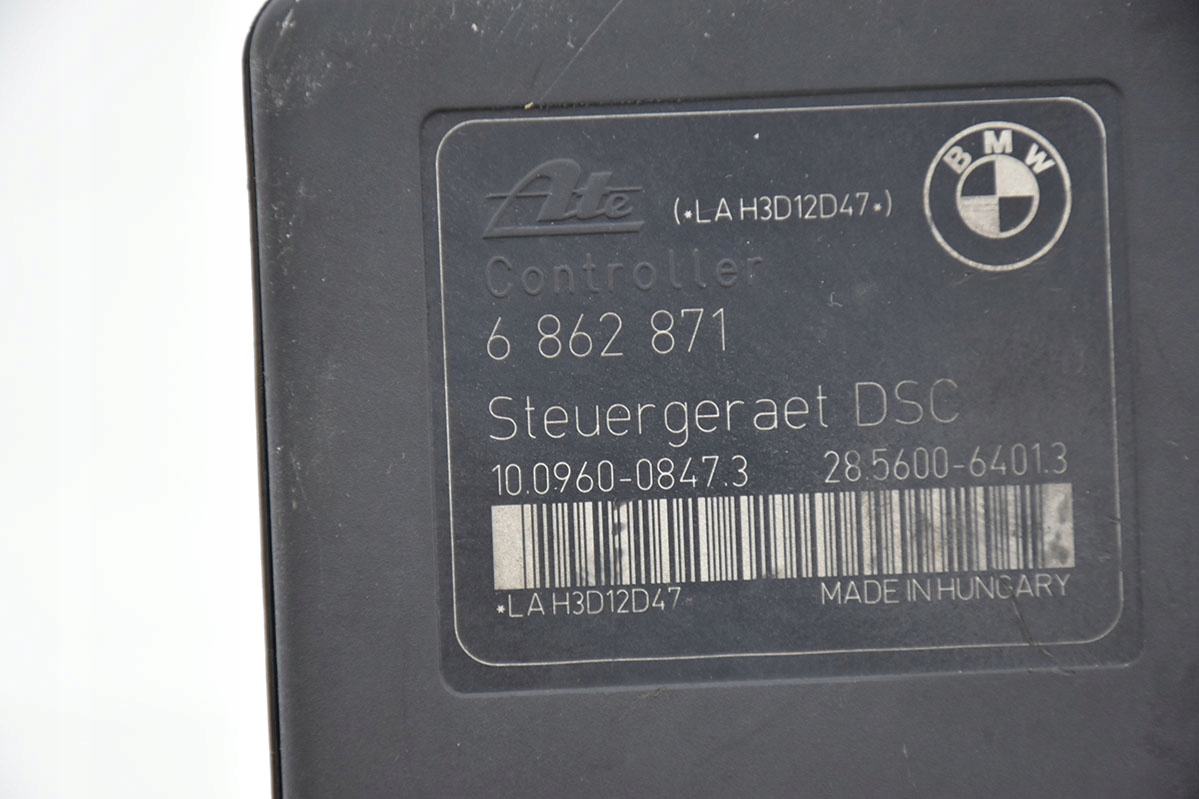 Ate (*LA H3D12D47*)
BMW
Controller
6 862 871
Steuergeraet DSC
10.0960-0847.3 28.5600-6401.3
*LA H3D12D47*
MADE IN HUNGARY